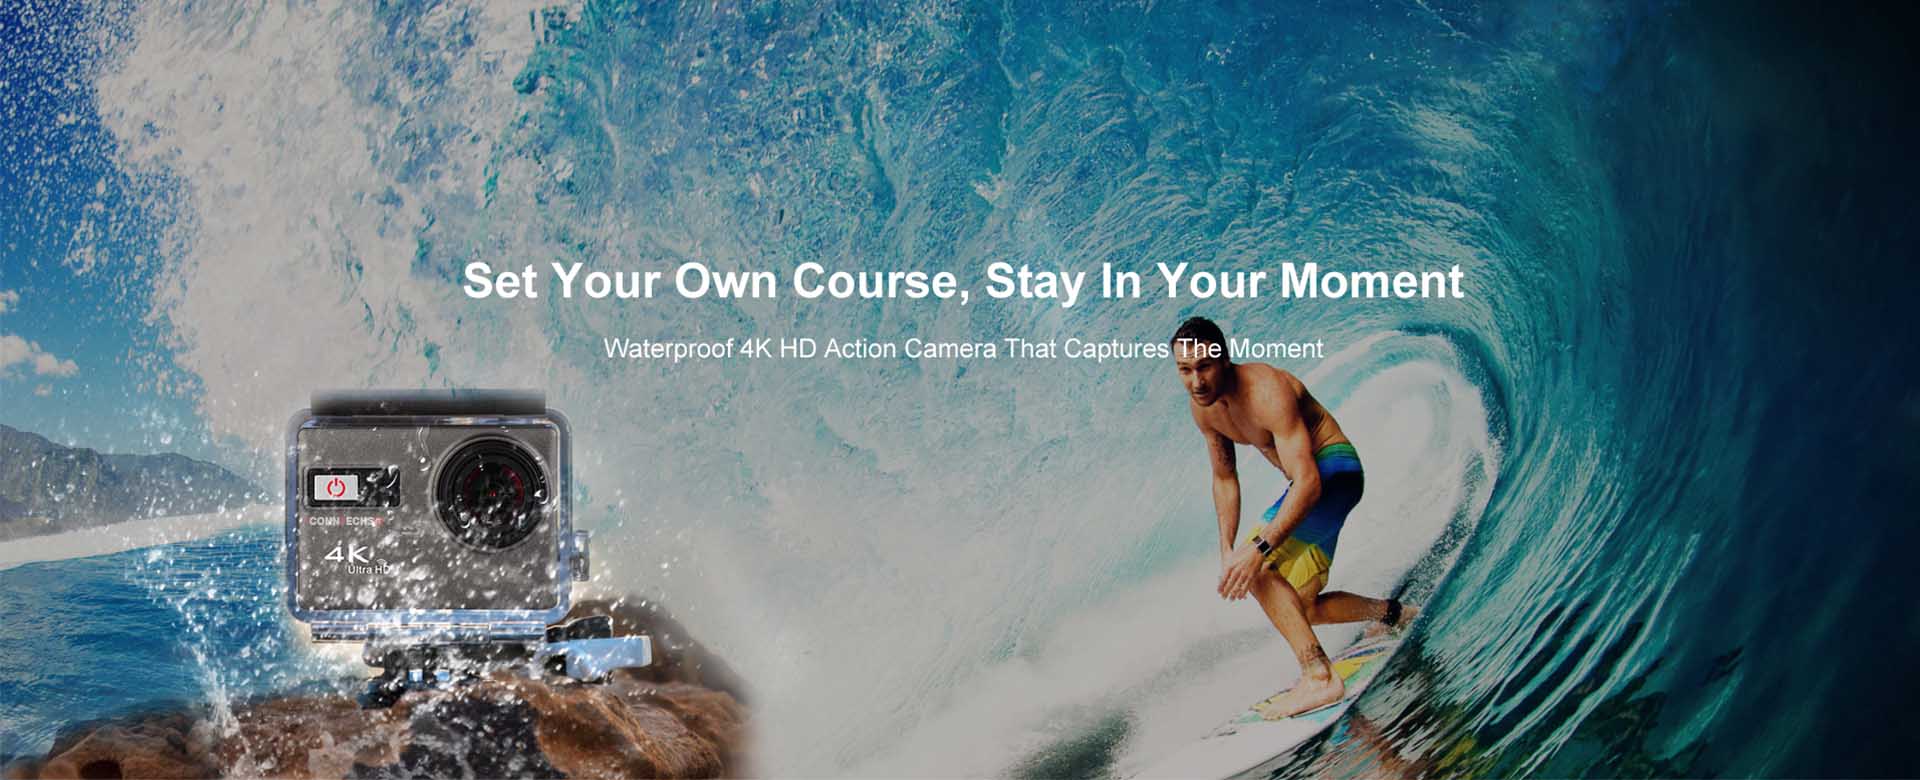 Set Your Own Course, Stay In Your Moment
Waterproof 4K HD Action Camera That Captures The Moment
4K
Ultra HD